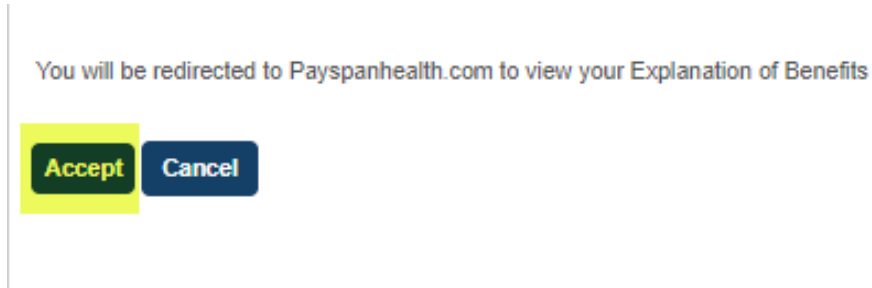 You will be redirected to Payspanhealth.com to view your Explanation of Benefits
Accept Cancel